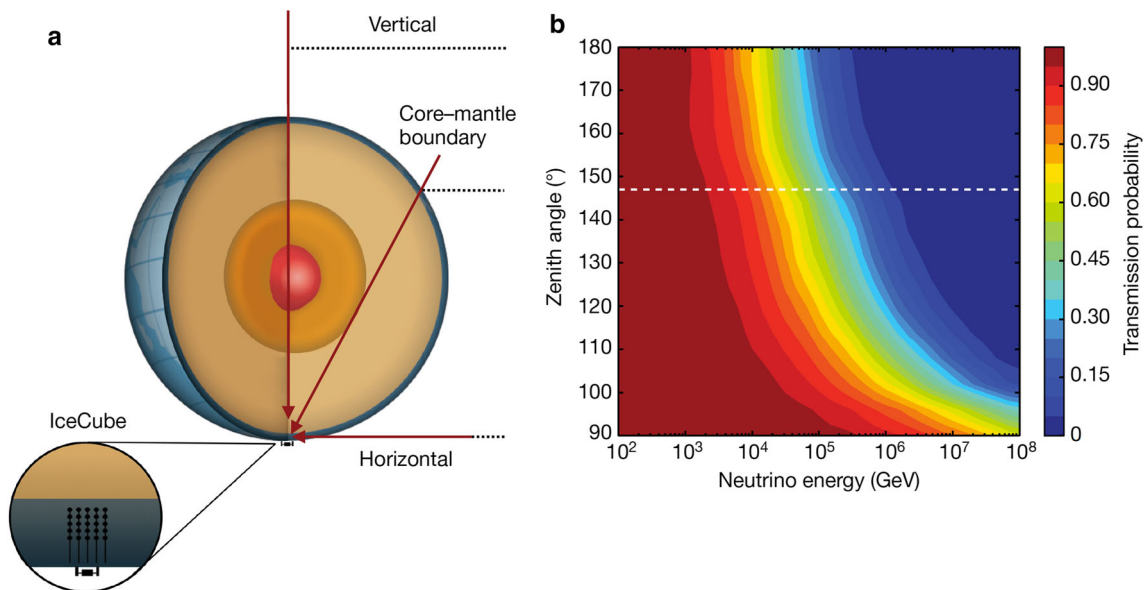 a
Vertical
Core–mantle
boundary
IceCube
Horizontal
b
180
170
160
150
140
130
120
110
100
90
Zenith angle (°)
10² 10³ 10⁴ 10⁵ 10⁶ 10⁷ 10⁸
Neutrino energy (GeV)
0.90
0.75
0.60
0.45
0.30
0.15
0
Transmission probability